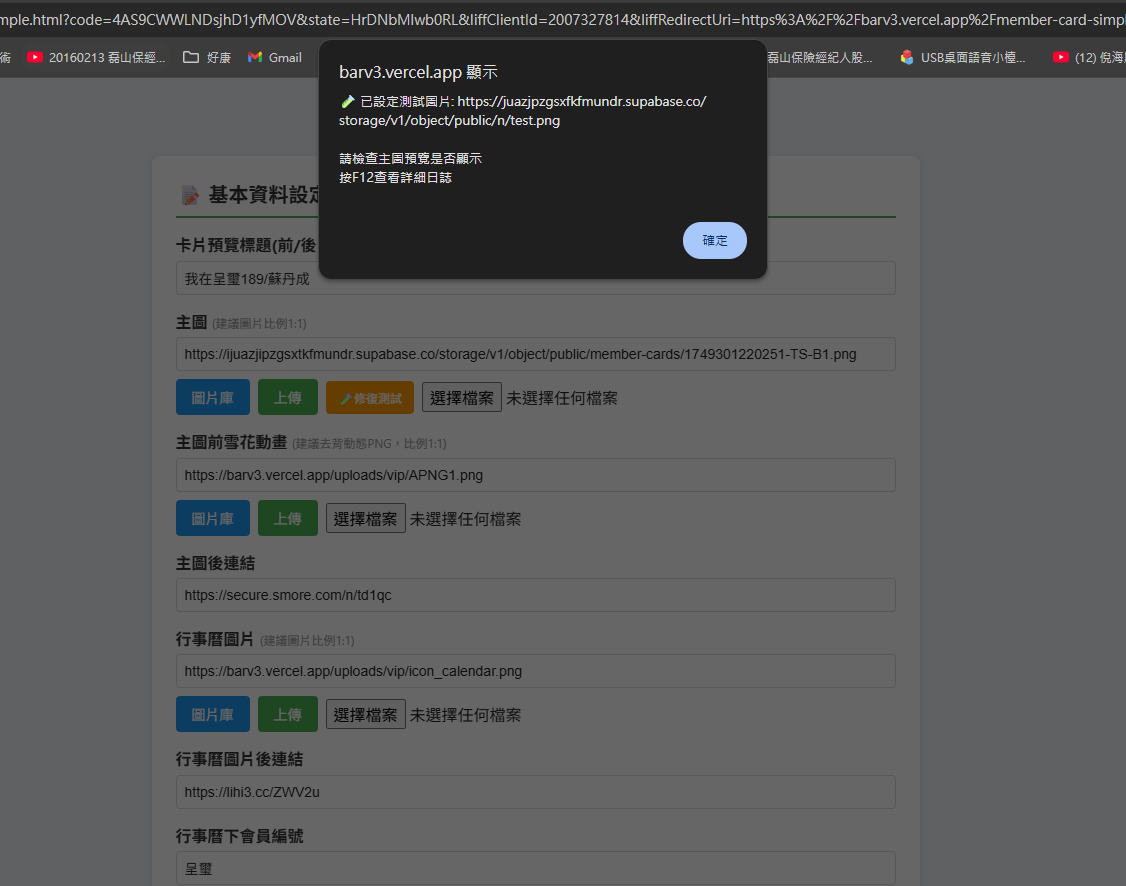 mple.html?code=4AS9CWWLNDsjhD1yfMOV&state=HrDNbMlwb0RL&liffClientId=2007327814&liffRedirectUri=https%3A%2F%2Fbarv3.vercel.app%2Fmember-card-simpl
術 20160213 磊山保經... 好康 Gmail 磊山保險經紀人股... USB桌面語音小檯... (12) 倪海
barv3.vercel.app 顯示
已設定測試圖片: https://juazjpzgsxfkfmundr.supabase.co/
storage/v1/object/public/n/test.png
請檢查主圖預覽是否顯示
按F12查看詳細日誌
確定
基本資料設定
卡片預覽標題(前/後
我在呈璽189/蘇丹成
主圖 (建議圖片比例1:1)
https://ijuazjipzgsxtkfmundr.supabase.co/storage/v1/object/public/member-cards/1749301220251-TS-B1.png
圖片庫 上傳 修復測試 選擇檔案 未選擇任何檔案
主圖前雪花動畫 (建議去背動態PNG，比例1:1)
https://barv3.vercel.app/uploads/vip/APNG1.png
圖片庫 上傳 選擇檔案 未選擇任何檔案
主圖後連結
https://secure.smore.com/n/td1qc
行事曆圖片 (建議圖片比例1:1)
https://barv3.vercel.app/uploads/vip/icon_calendar.png
圖片庫 上傳 選擇檔案 未選擇任何檔案
行事曆圖片後連結
https://lihi3.cc/ZWV2u
行事曆下會員編號
呈璽